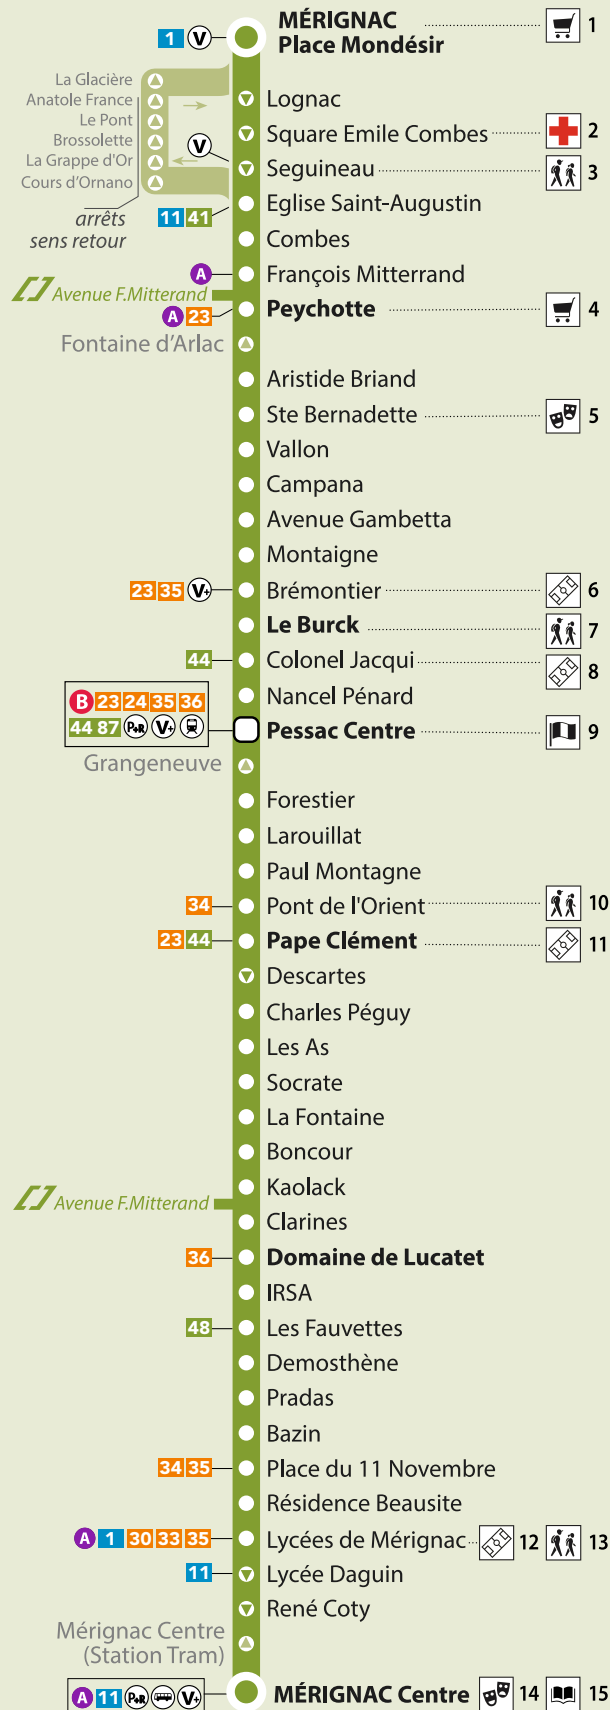 1 V MÉRIGNAC 1
Place Mondésir
La Glacière
Anatole France
Le Pont
Brossolette
La Grappe d'Or
Cours d'Ornano
arrêts
sens retour
Lognac
Square Emile Combes 2
V Seguineau 3
11 41 Eglise Saint-Augustin
Combes
A François Mitterrand
Avenue F.Mitterand
A 23 Peychotte 4
Fontaine d'Arlac
Aristide Briand
Ste Bernadette 5
Vallon
Campana
Avenue Gambetta
Montaigne
23 35 V+ Brémontier 6
Le Burck 7
44 Colonel Jacqui 8
Nancel Pénard
B 23 24 35 36
44 87 P+R V+ Pessac Centre 9
Grangeneuve
Forestier
Larouillat
Paul Montagne
34 Pont de l'Orient 10
23 44 Pape Clément 11
Descartes
Charles Péguy
Les As
Socrate
La Fontaine
Boncour
Kaolack
Avenue F.Mitterand
Clarines
36 Domaine de Lucatet
IRSA
48 Les Fauvettes
Demosthène
Pradas
Bazin
34 35 Place du 11 Novembre
Résidence Beausite
A 1 30 33 35 Lycées de Mérignac 12 13
11 Lycée Daguin
René Coty
Mérignac Centre
(Station Tram)
A 11 P+R V+ MÉRIGNAC Centre 14 15